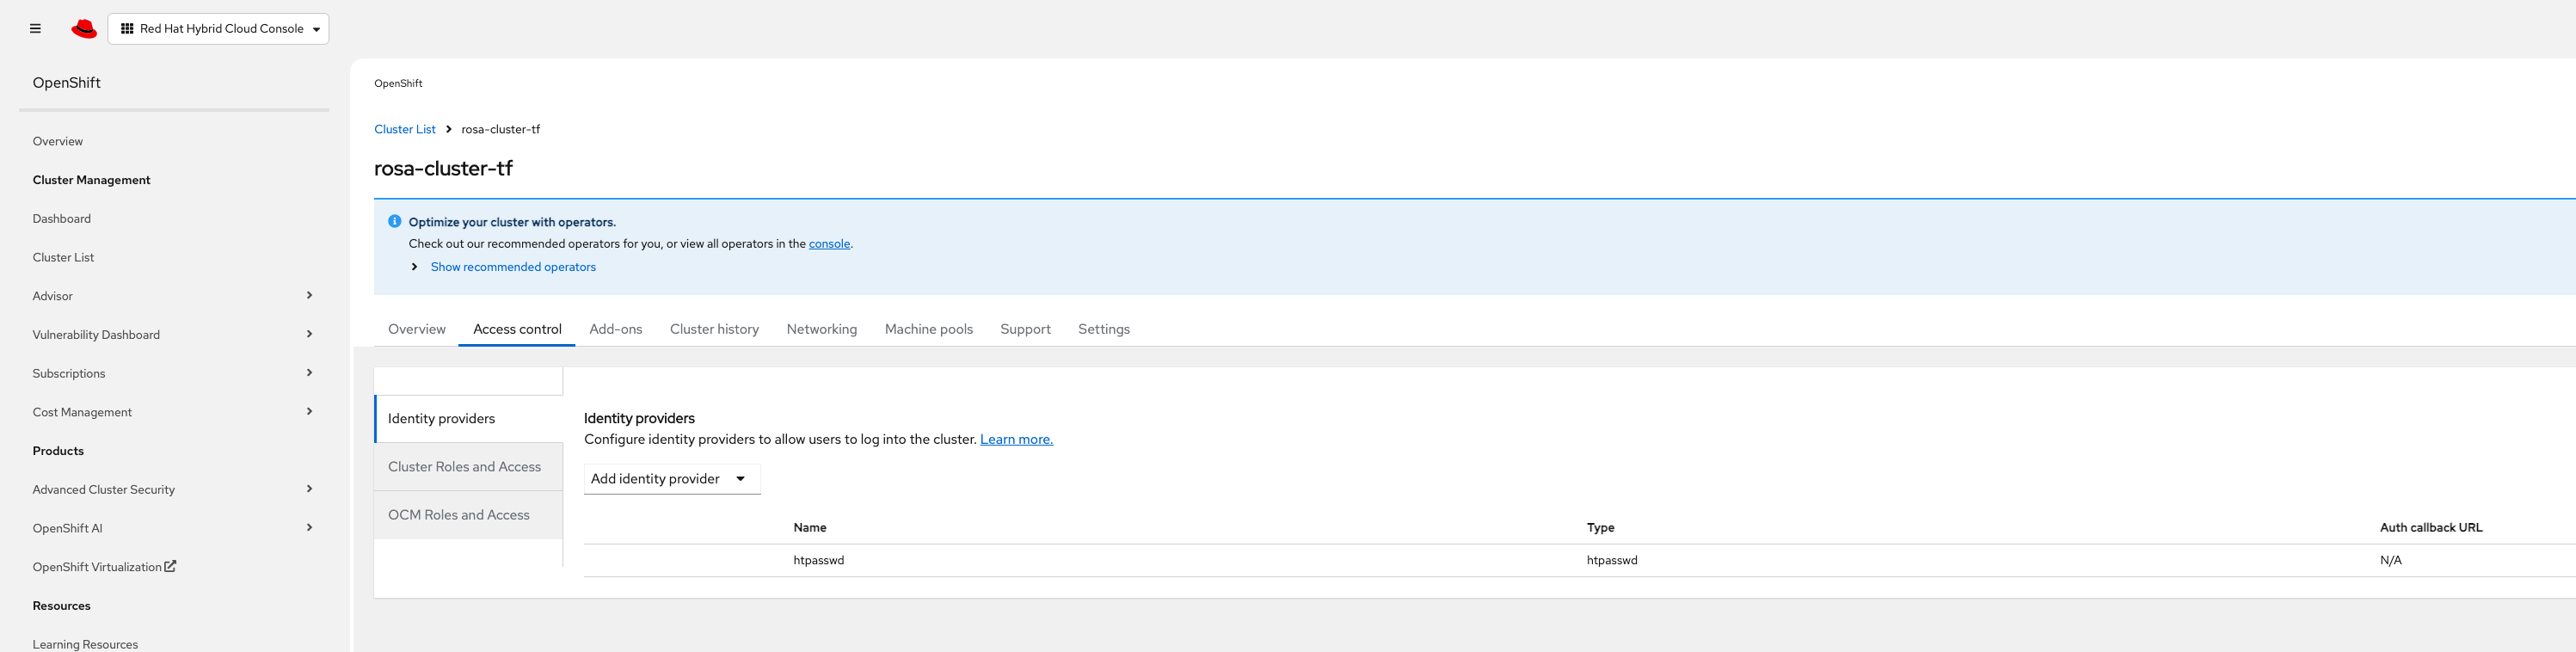 Red Hat Hybrid Cloud Console
OpenShift
Overview
Cluster Management
Dashboard
Cluster List
Advisor
Vulnerability Dashboard
Subscriptions
Cost Management
Products
Advanced Cluster Security
OpenShift AI
OpenShift Virtualization
Resources
Learning Resources
OpenShift
Cluster List > rosa-cluster-tf
rosa-cluster-tf
Optimize your cluster with operators.
Check out our recommended operators for you, or view all operators in the console.
Show recommended operators
Overview Access control Add-ons Cluster history Networking Machine pools Support Settings
Identity providers
Cluster Roles and Access
OCM Roles and Access
Identity providers
Configure identity providers to allow users to log into the cluster. Learn more.
Add identity provider
Name Type Auth callback URL
htpasswd htpasswd N/A